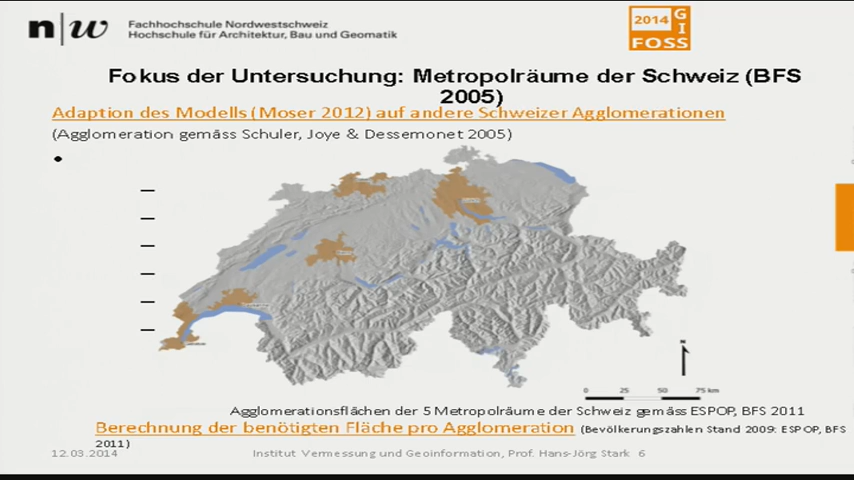 n|w Fachhochschule Nordwestschweiz
Hochschule für Architektur, Bau und Geomatik
2014
GI
FOSS
Fokus der Untersuchung: Metropolräume der Schweiz (BFS
2005)
Adaption des Modells (Moser 2012) auf andere Schweizer Agglomerationen
(Agglomeration gemäss Schuler, Joye & Dessemonet 2005)
N
0 25 50 75 km
Agglomerationsflächen der 5 Metropolräume der Schweiz gemäss ESPOP, BFS 2011
Berechnung der benötigten Fläche pro Agglomeration (Bevölkerungszahlen Stand 2009: ESPOP, BFS
2011)
12.03.2014 Institut Vermessung und Geoinformation, Prof. Hans-Jörg Stark 6